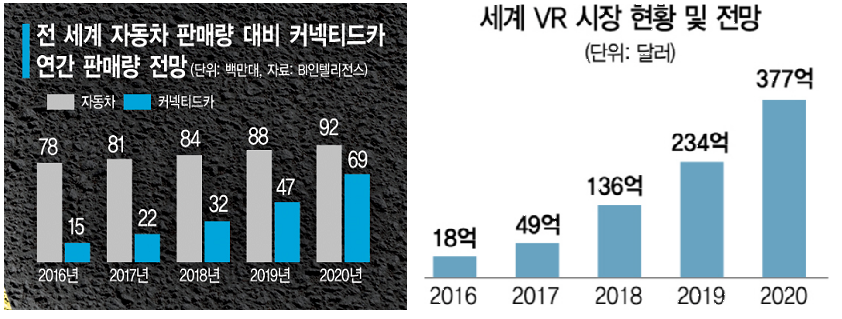 전 세계 자동차 판매량 대비 커넥티드카
연간 판매량 전망 (단위: 백만대, 자료: BI인텔리전스)
자동차 커넥티드카
78 15 81 22 84 32 88 47 92 69
2016년 2017년 2018년 2019년 2020년
세계 VR 시장 현황 및 전망
(단위: 달러)
18억 49억 136억 234억 377억
2016 2017 2018 2019 2020